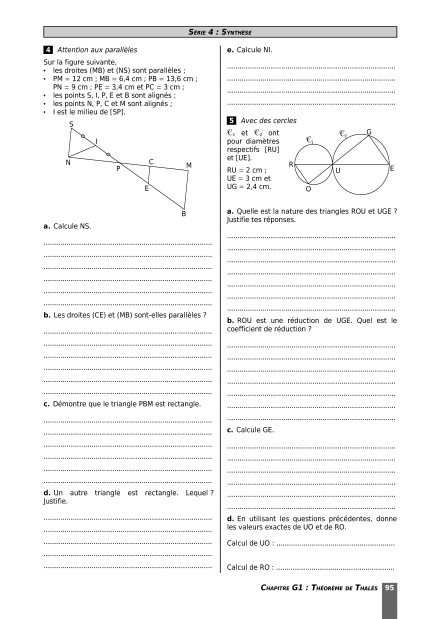 SÉRIE 4 : SYNTHÈSE
4 Attention aux parallèles
Sur la figure suivante,
• les droites (MB) et (NS) sont parallèles ;
• PM = 12 cm ; MB = 6,4 cm ; PB = 13,6 cm ;
PN = 9 cm ; PE = 3,4 cm et PC = 3 cm ;
• les points S, I, P, E et B sont alignés ;
• les points N, P, C et M sont alignés ;
• I est le milieu de [SP].
S
I
N
P
C
M
E
B
a. Calcule NS.
b. Les droites (CE) et (MB) sont-elles parallèles ?
c. Démontre que le triangle PBM est rectangle.
d. Un autre triangle est rectangle. Lequel ?
Justifie.
e. Calcule NI.
5 Avec des cercles
𝒞₁ et 𝒞₂ ont
pour diamètres
respectifs [RU]
et [UE].
RU = 2 cm ;
UE = 3 cm et
UG = 2,4 cm.
𝒞₁
𝒞₂
G
R
U
E
O
a. Quelle est la nature des triangles ROU et UGE ?
Justifie tes réponses.
b. ROU est une réduction de UGE. Quel est le
coefficient de réduction ?
c. Calcule GE.
d. En utilisant les questions précédentes, donne
les valeurs exactes de UO et de RO.
Calcul de UO : ............................................................
Calcul de RO : ............................................................
CHAPITRE G1 : THÉORÈME DE THALÈS 95